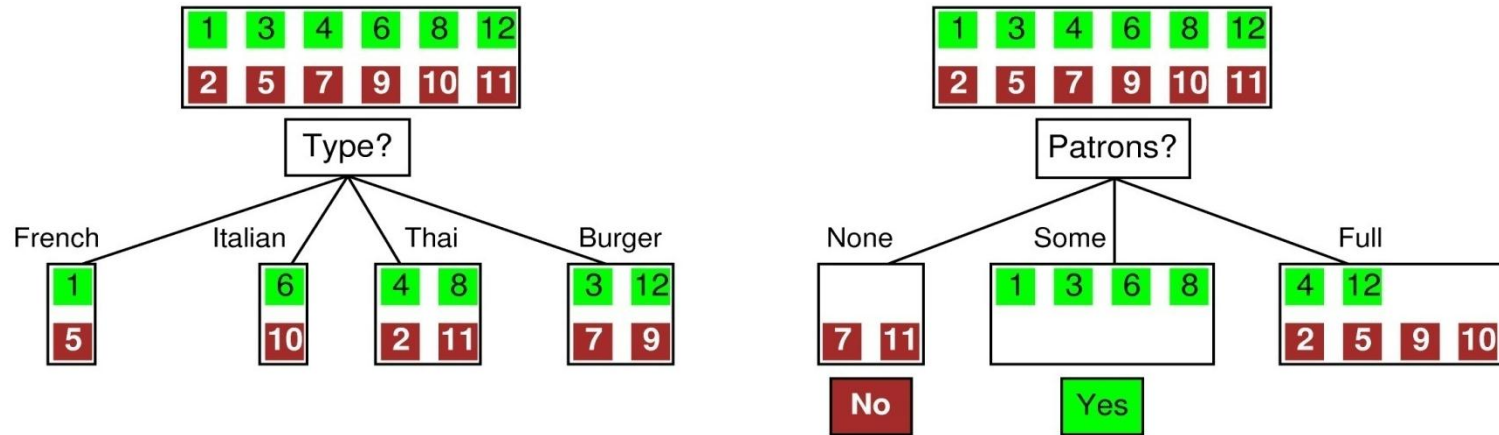 1 3 4 6 8 12
2 5 7 9 10 11
Type?
French Italian Thai Burger
1 6 4 8 3 12
5 10 2 11 7 9
1 3 4 6 8 12
2 5 7 9 10 11
Patrons?
None Some Full
1 3 6 8 4 12
7 11 2 5 9 10
No Yes